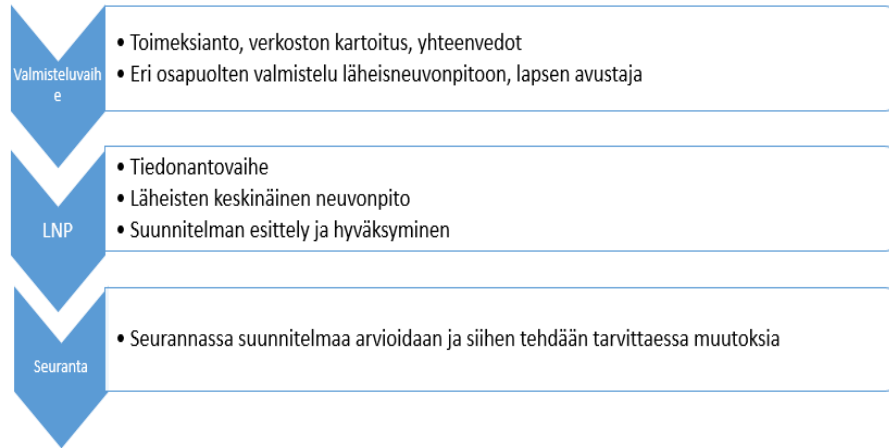 Valmisteluvaih
e
• Toimeksianto, verkoston kartoitus, yhteenvedot
• Eri osapuolten valmistelu läheisneuvonpitoon, lapsen avustaja
LNP
• Tiedonantovaihe
• Läheisten keskinäinen neuvonpito
• Suunnitelman esittely ja hyväksyminen
Seuranta
• Seurannassa suunnitelmaa arvioidaan ja siihen tehdään tarvittaessa muutoksia